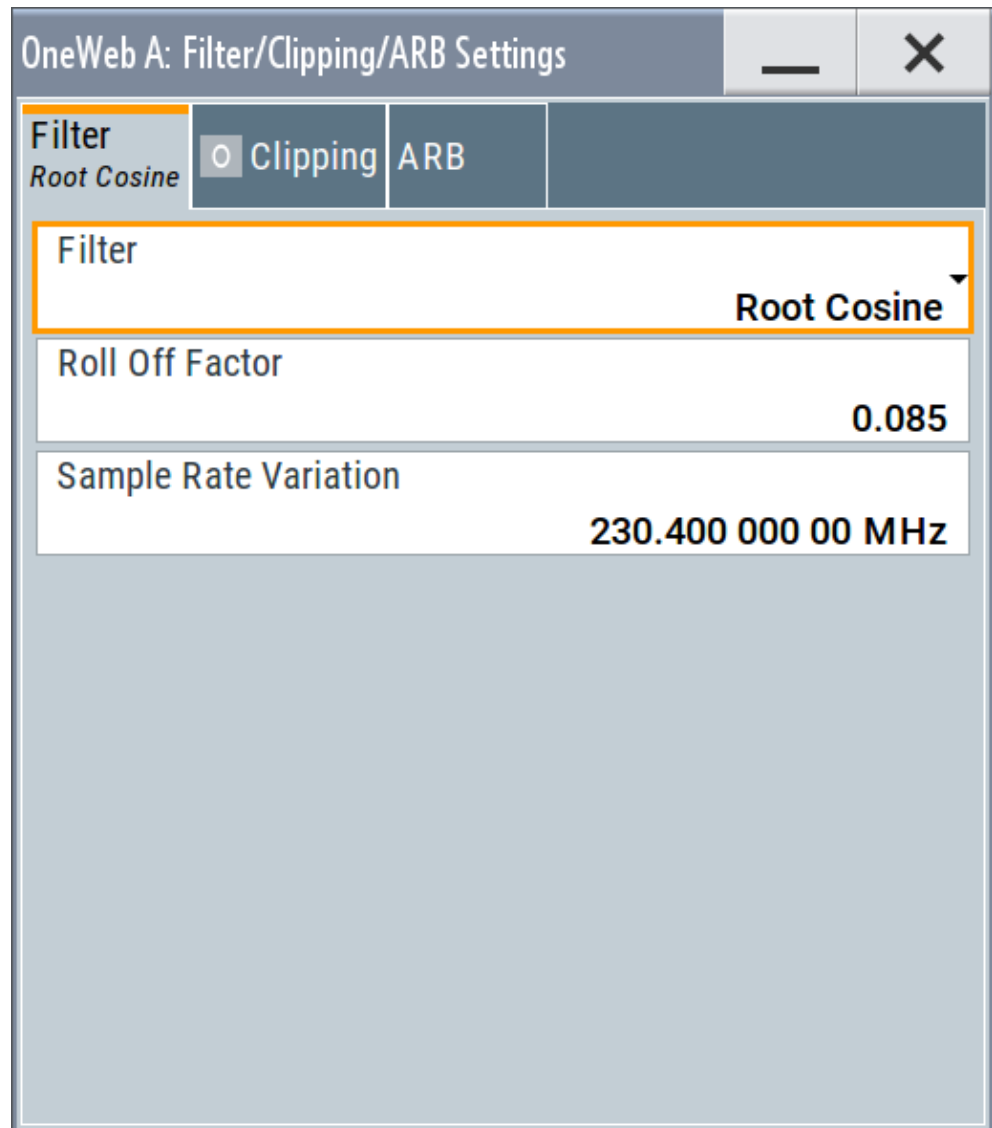 OneWeb A: Filter/Clipping/ARB Settings
Filter
Root Cosine
O Clipping
ARB
Filter
Root Cosine
Roll Off Factor
0.085
Sample Rate Variation
230.400 000 00 MHz